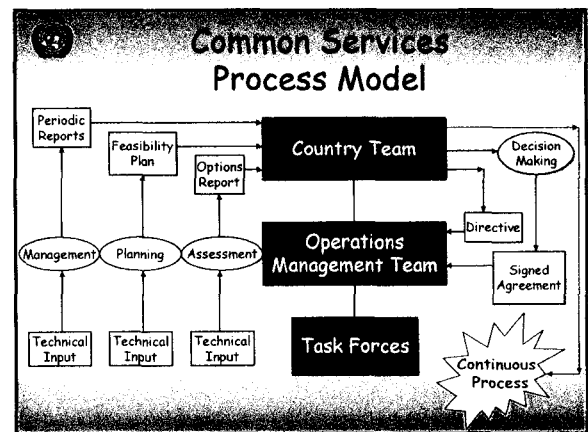 Common Services
Process Model
Periodic
Reports
Feasibility
Plan
Options
Report
Country Team
Decision
Making
Directive
Management
Planning
Assessment
Operations
Management Team
Signed
Agreement
Technical
Input
Technical
Input
Technical
Input
Task Forces
Continuous
Process